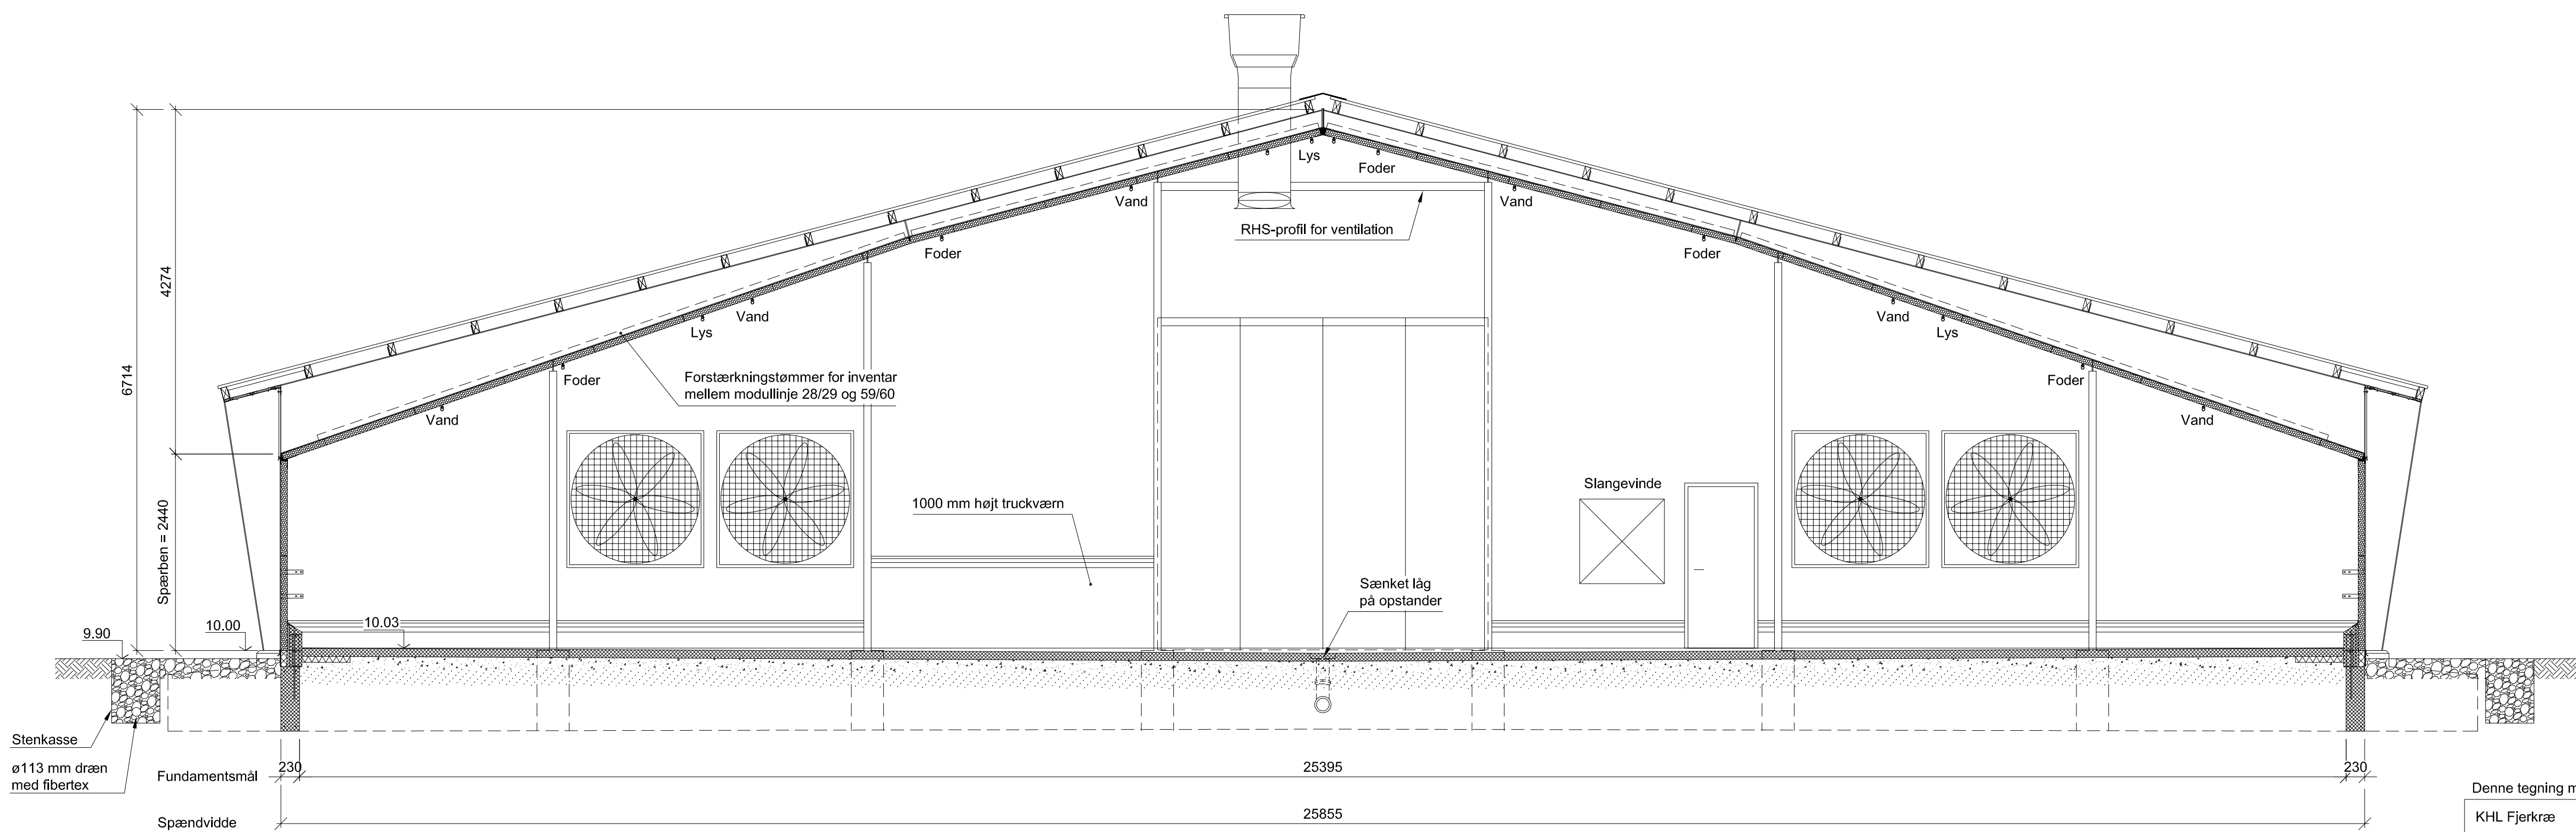 Lys
Foder
Vand
Vand
RHS-profil for ventilation
Foder
Foder
4274
6714
Vand
Lys
Vand
Lys
Foder
Forstærkningstømmer for inventar
mellem modullinje 28/29 og 59/60
Foder
Vand
Vand
Spærben = 2440
1000 mm højt truckværn
Slangevinde
Sænket låg
på opstander
9.90
10.00
10.03
Stenkasse
ø113 mm dræn
med fibertex
Fundamentsmål
230
25395
230
Spændvidde
25855
Denne tegning m
KHL Fjerkræ